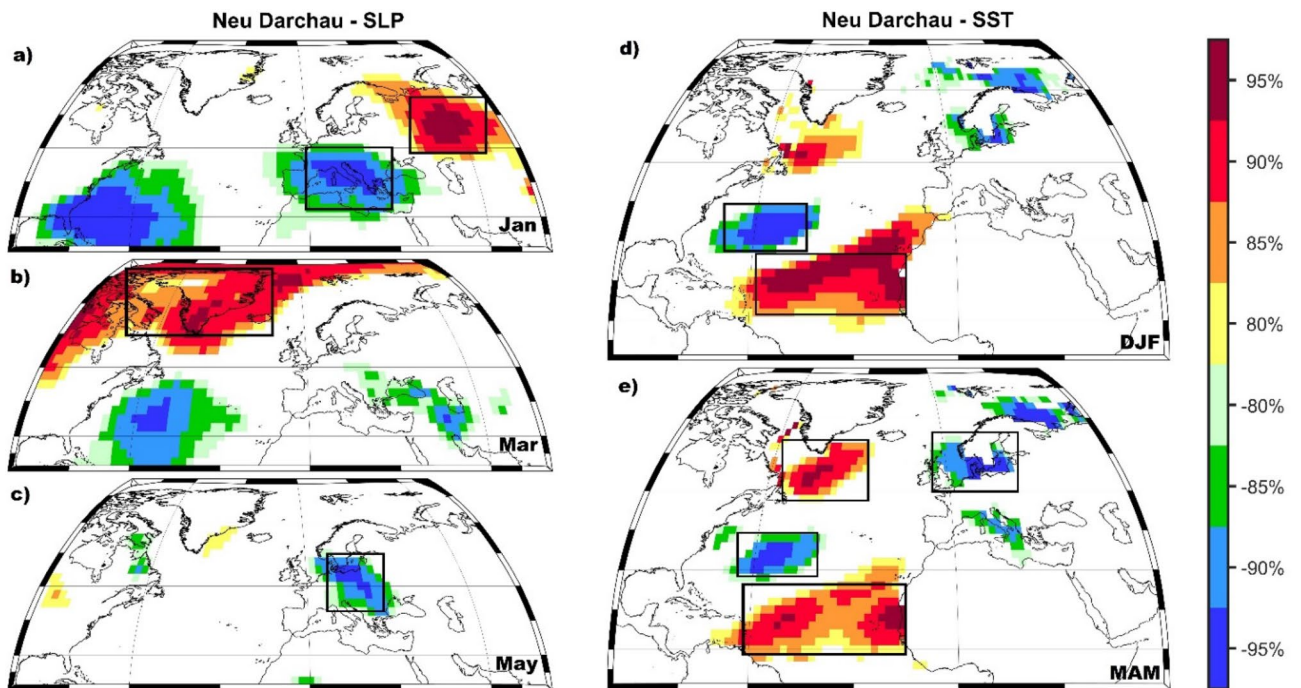 Neu Darchau - SLP
a)
Jan
b)
Mar
c)
May
Neu Darchau - SST
d)
DJF
e)
MAM
95%
90%
85%
80%
-80%
-85%
-90%
-95%